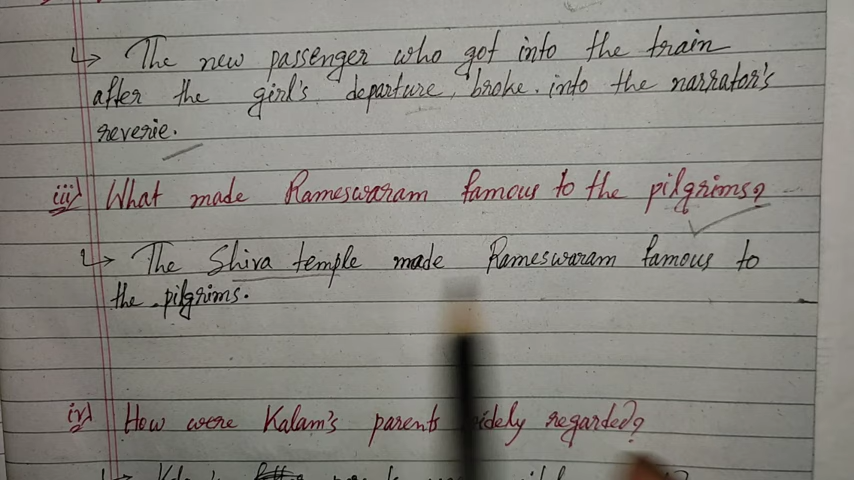 ↳ The new passenger who got into the train
after the girl's departure, broke into the narrator's
reverie.
iii) What made Rameswaram famous to the pilgrims?
↳ The Shiva temple made Rameswaram famous to
the pilgrims.
iv) How were Kalam's parents widely regarded?